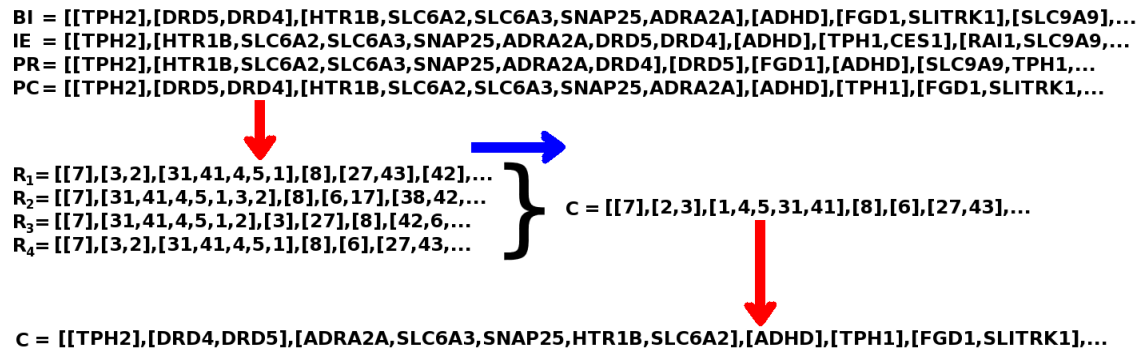 BI = [[TPH2],[DRD5,DRD4],[HTR1B,SLC6A2,SLC6A3,SNAP25,ADRA2A],[ADHD],[FGD1,SLITRK1],[SLC9A9],...
IE = [[TPH2],[HTR1B,SLC6A2,SLC6A3,SNAP25,ADRA2A,DRD5,DRD4],[ADHD],[TPH1,CES1],[RAI1,SLC9A9,...
PR= [[TPH2],[HTR1B,SLC6A2,SLC6A3,SNAP25,ADRA2A,DRD4],[DRD5],[FGD1],[ADHD],[SLC9A9,TPH1,...
PC= [[TPH2],[DRD5,DRD4],[HTR1B,SLC6A2,SLC6A3,SNAP25,ADRA2A],[ADHD],[TPH1],[FGD1,SLITRK1,...
R1= [[7],[3,2],[31,41,4,5,1],[8],[27,43],[42],...
R2= [[7],[31,41,4,5,1,3,2],[8],[6,17],[38,42,...
R3= [[7],[31,41,4,5,1,2],[3],[27],[8],[42,6,...
R4= [[7],[3,2],[31,41,4,5,1],[8],[6],[27,43,...
}
C = [[7],[2,3],[1,4,5,31,41],[8],[6],[27,43],...
C = [[TPH2],[DRD4,DRD5],[ADRA2A,SLC6A3,SNAP25,HTR1B,SLC6A2],[ADHD],[TPH1],[FGD1,SLITRK1],...